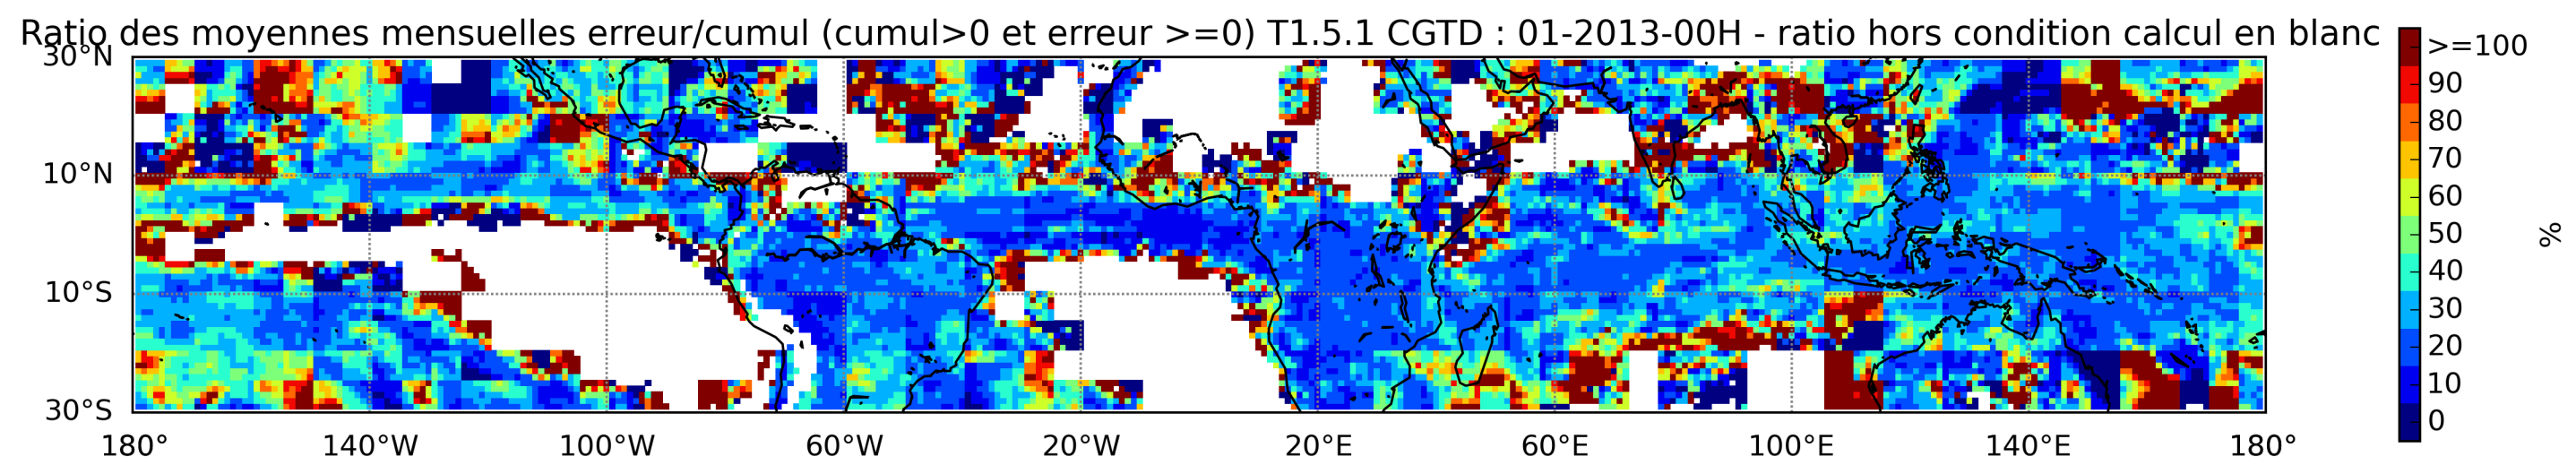 Ratio des moyennes mensuelles erreur/cumul (cumul>0 et erreur >=0) T1.5.1 CGTD : 01-2013-00H - ratio hors condition calcul en blanc
30°N
10°N
10°S
30°S
180° 140°W 100°W 60°W 20°W 20°E 60°E 100°E 140°E 180°
>=100
90
80
70
60
50
40
30
20
10
0
%